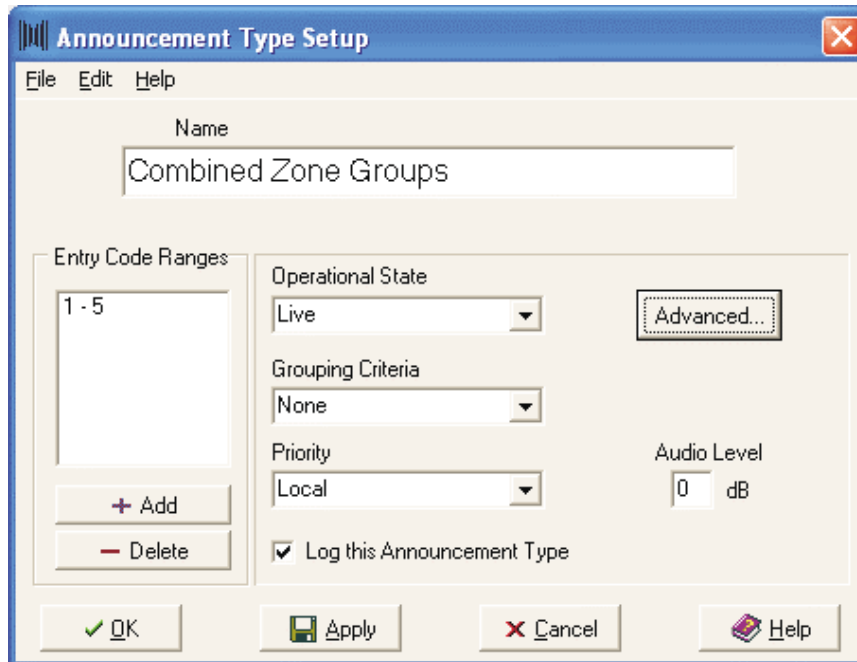 Announcement Type Setup
File Edit Help
Name
Combined Zone Groups
Entry Code Ranges
1 - 5
Add
Delete
Operational State
Live
Advanced...
Grouping Criteria
None
Priority
Local
Audio Level
0 dB
Log this Announcement Type
OK
Apply
Cancel
Help